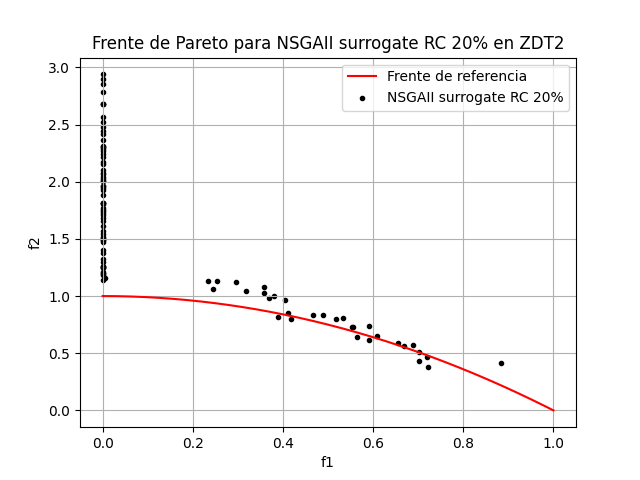 Frente de Pareto para NSGAII surrogate RC 20% en ZDT2
Frente de referencia
NSGAII surrogate RC 20%
f2
3.0
2.5
2.0
1.5
1.0
0.5
0.0
0.0 0.2 0.4 0.6 0.8 1.0
f1